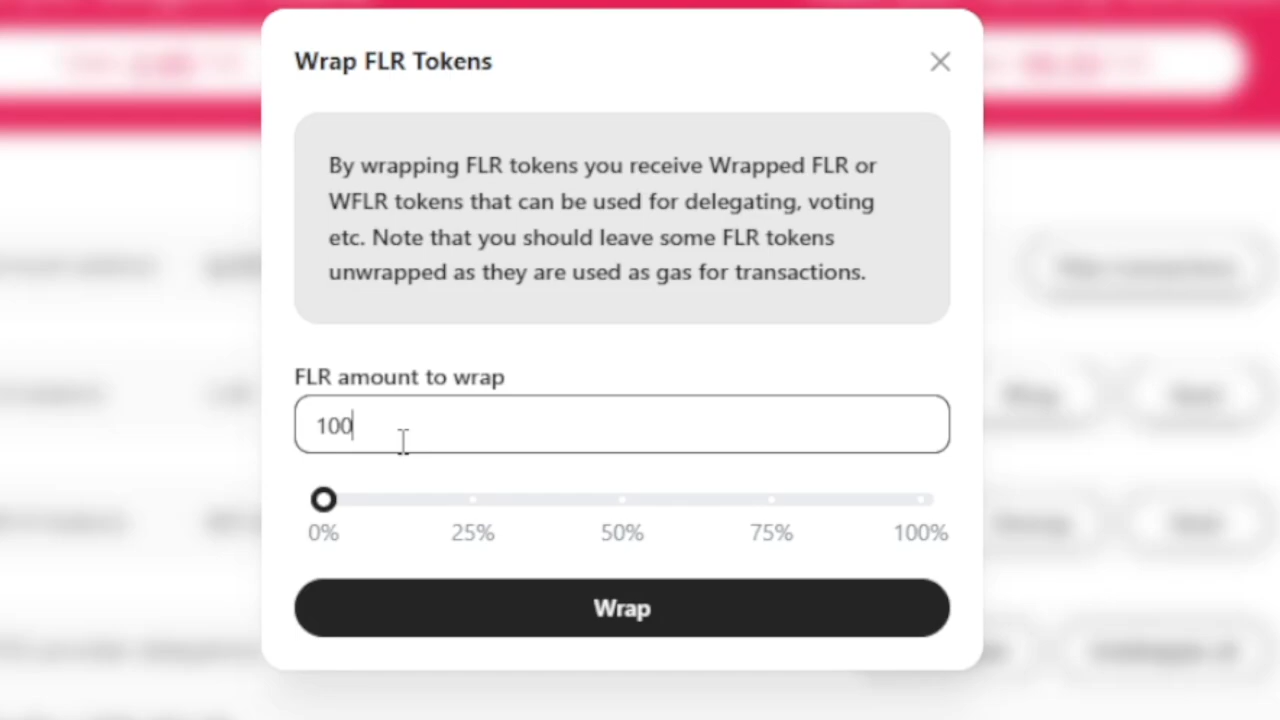 Wrap FLR Tokens
By wrapping FLR tokens you receive Wrapped FLR or
WFLR tokens that can be used for delegating, voting
etc. Note that you should leave some FLR tokens
unwrapped as they are used as gas for transactions.
FLR amount to wrap
100
0% 25% 50% 75% 100%
Wrap